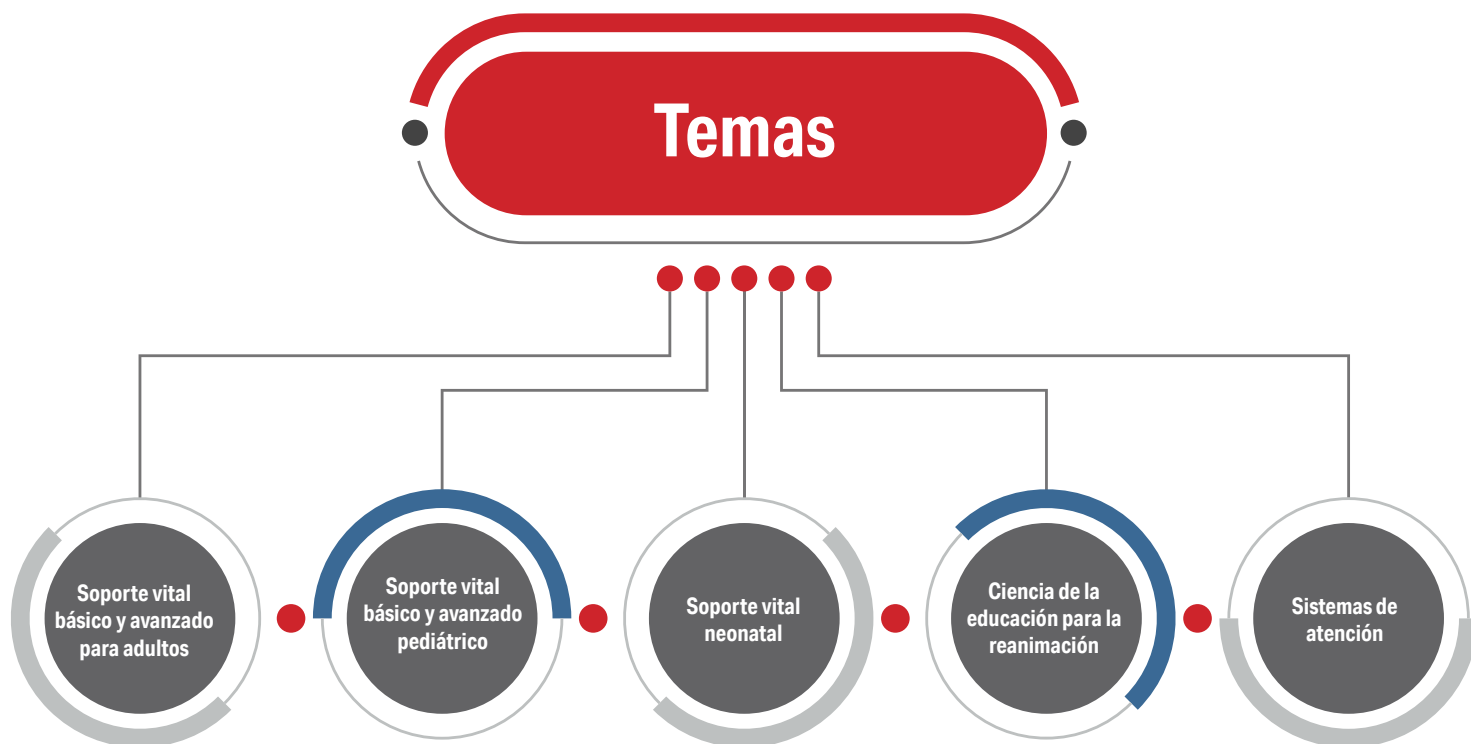 Temas
Soporte vital
básico y avanzado
para adultos
Soporte vital
básico y avanzado
pediátrico
Soporte vital
neonatal
Ciencia de la
educación para la
reanimación
Sistemas de
atención